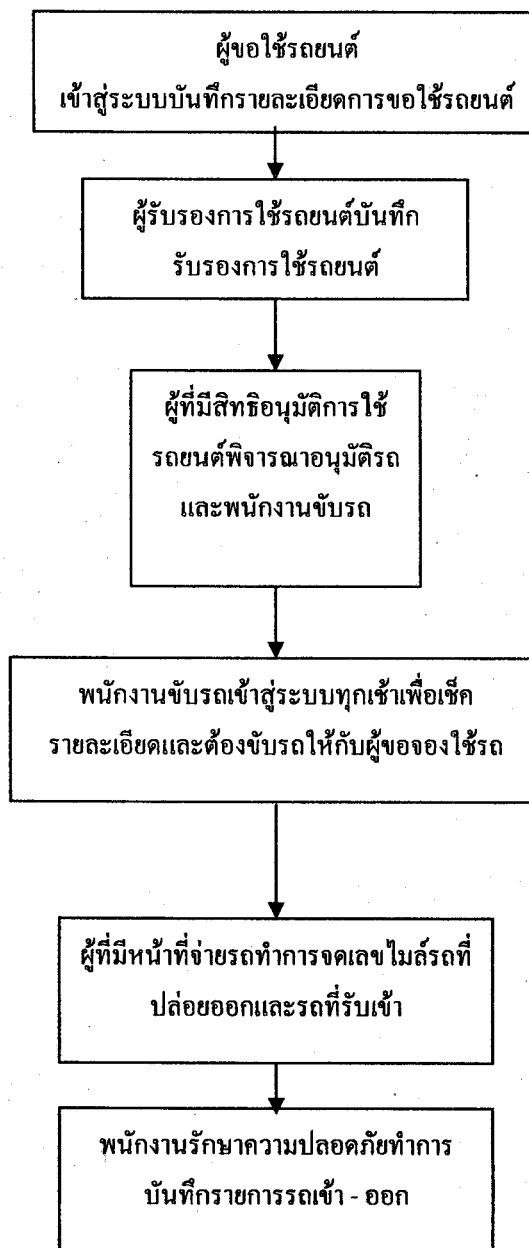 ผู้ขอใช้รถยนต์
เข้าสู่ระบบบันทึกรายละเอียดการขอใช้รถยนต์
ผู้รับรองการใช้รถยนต์บันทึก
รับรองการใช้รถยนต์
ผู้ที่มีสิทธิอนุมัติการใช้
รถยนต์พิจารณาอนุมัติรถ
และพนักงานขับรถ
พนักงานขับรถเข้าสู่ระบบทุกเช้าเพื่อเช็ค
รายละเอียดและต้องขับรถให้กับผู้ขอจองใช้รถ
ผู้ที่มีหน้าที่จ่ายรถทำการจดเลขไมล์รถที่
ปล่อยออกและรถที่รับเข้า
พนักงานรักษาความปลอดภัยทำการ
บันทึกรายการรถเข้า - ออก